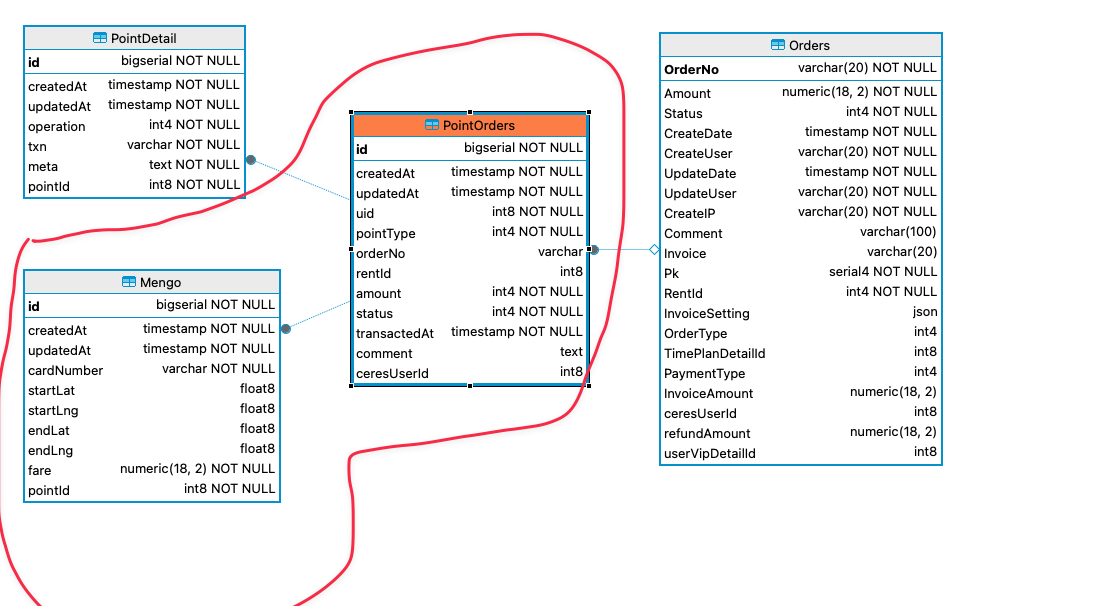 PointDetail
id bigserial NOT NULL
createdAt timestamp NOT NULL
updatedAt timestamp NOT NULL
operation int4 NOT NULL
txn varchar NOT NULL
meta text NOT NULL
pointId int8 NOT NULL
Mengo
id bigserial NOT NULL
createdAt timestamp NOT NULL
updatedAt timestamp NOT NULL
cardNumber varchar NOT NULL
startLat float8
startLng float8
endLat float8
endLng float8
fare numeric(18, 2) NOT NULL
pointId int8 NOT NULL
PointOrders
id bigserial NOT NULL
createdAt timestamp NOT NULL
updatedAt timestamp NOT NULL
uid int8 NOT NULL
pointType int4 NOT NULL
orderNo varchar
rentId int8
amount int4 NOT NULL
status int4 NOT NULL
transactedAt timestamp NOT NULL
comment text
ceresUserId int8
Orders
OrderNo varchar(20) NOT NULL
Amount numeric(18, 2) NOT NULL
Status int4 NOT NULL
CreateDate timestamp NOT NULL
CreateUser varchar(20) NOT NULL
UpdateDate timestamp NOT NULL
UpdateUser varchar(20) NOT NULL
CreateIP varchar(20) NOT NULL
Comment varchar(100)
Invoice varchar(20)
Pk serial4 NOT NULL
RentId int4 NOT NULL
InvoiceSetting json
OrderType int4
TimePlanDetailId int8
PaymentType int4
InvoiceAmount numeric(18, 2)
ceresUserId int8
refundAmount numeric(18, 2)
userVipDetailId int8